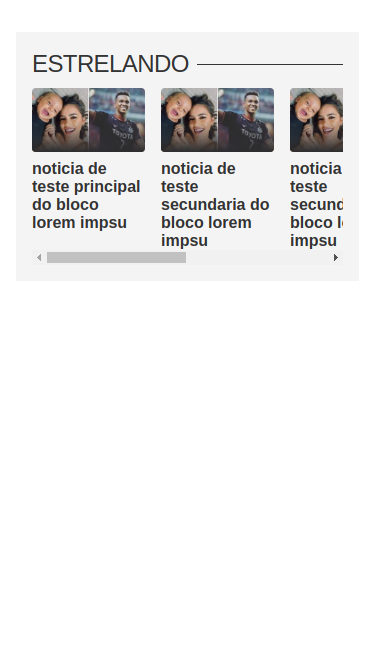 ESTRELANDO
noticia de
teste principal
do bloco
lorem impsu
noticia de
teste
secundaria do
bloco lorem
impsu
noticia
teste
secund
bloco l
impsu
TOYOTA